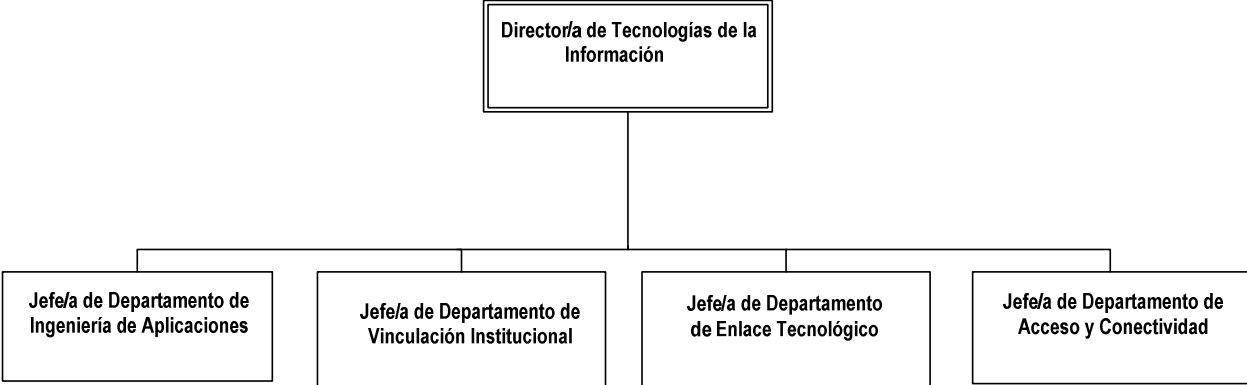 Director/a de Tecnologías de la
Información
Jefe/a de Departamento de
Ingeniería de Aplicaciones
Jefe/a de Departamento de
Vinculación Institucional
Jefe/a de Departamento
de Enlace Tecnológico
Jefe/a de Departamento de
Acceso y Conectividad